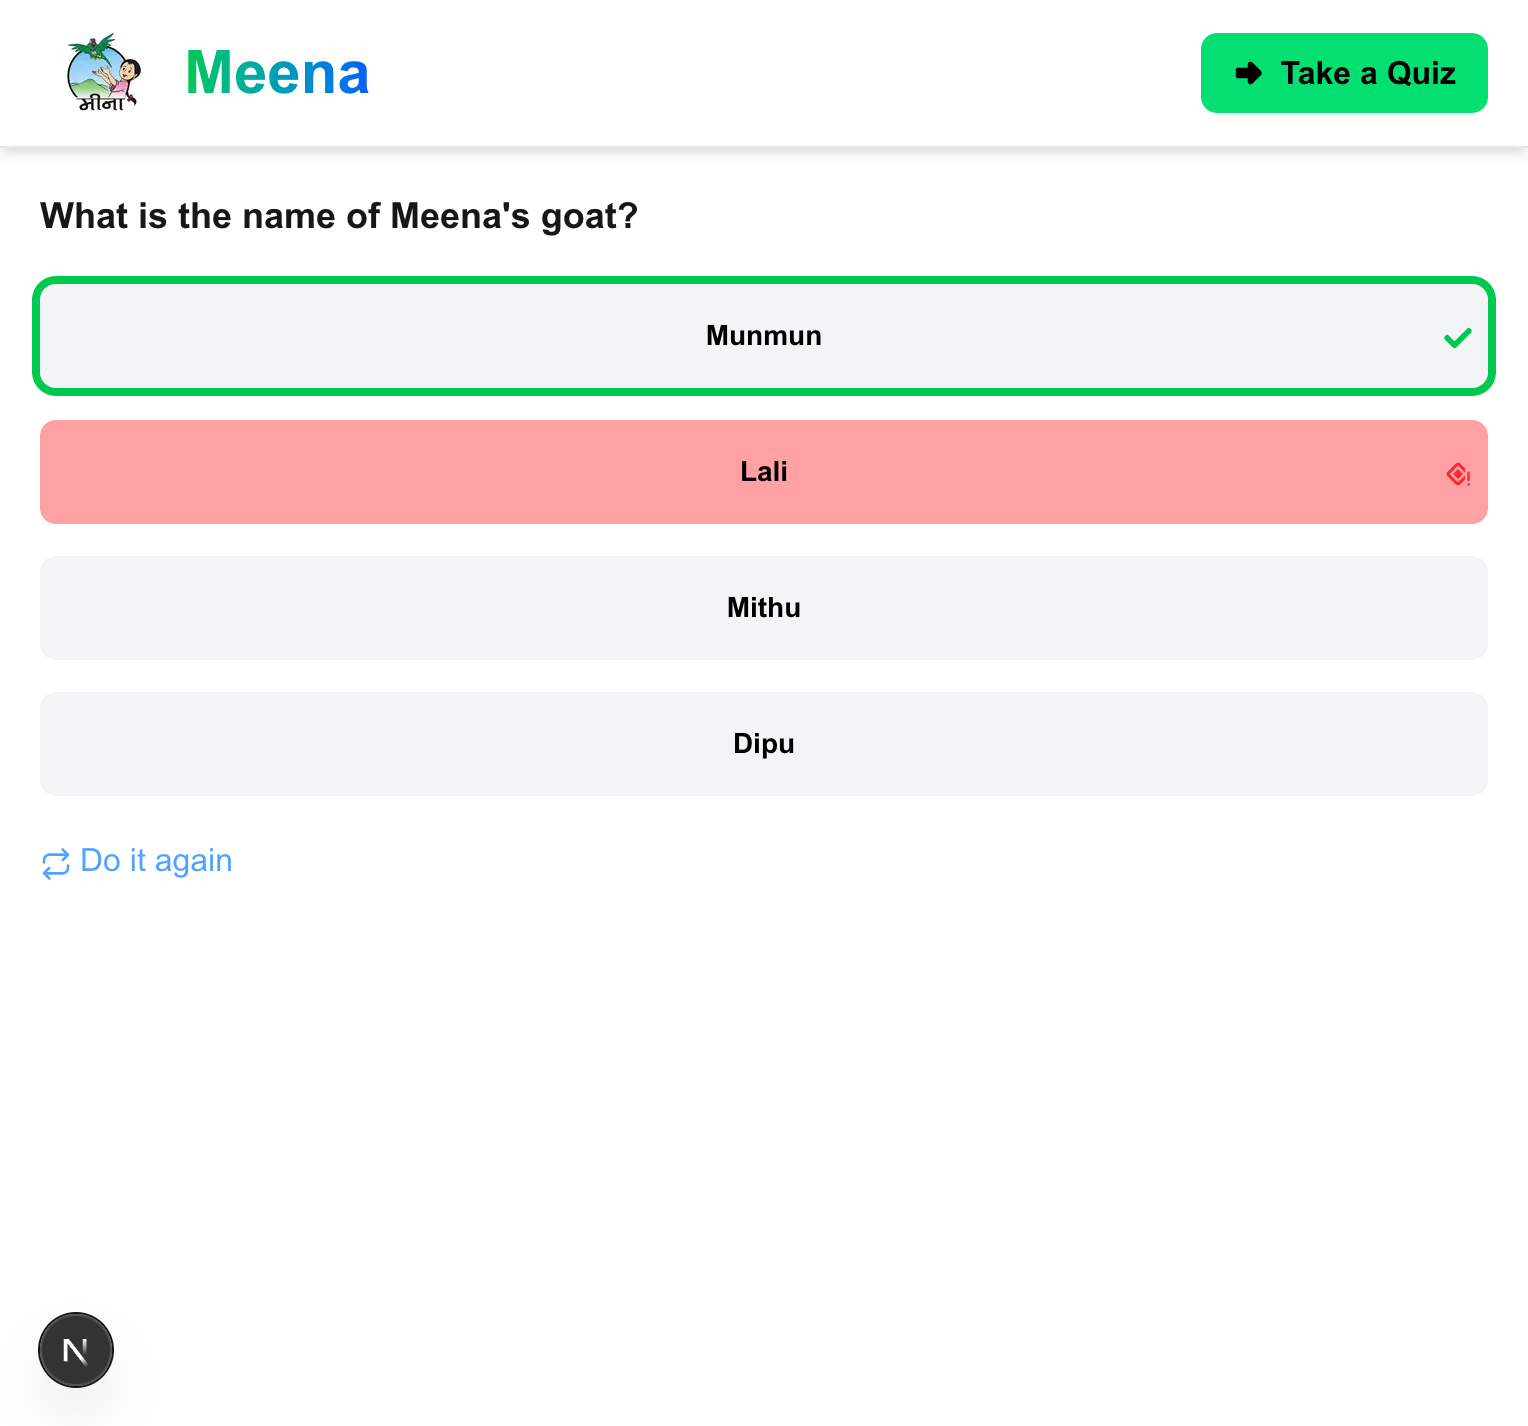 मीना
Meena
Take a Quiz
What is the name of Meena's goat?
Munmun
Lali
Mithu
Dipu
Do it again
N